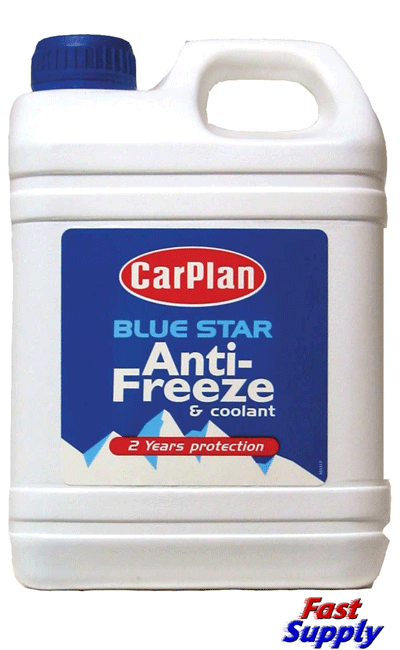 CarPlan
BLUE STAR
Anti-
Freeze
& coolant
2 Years protection
Fast
Supply